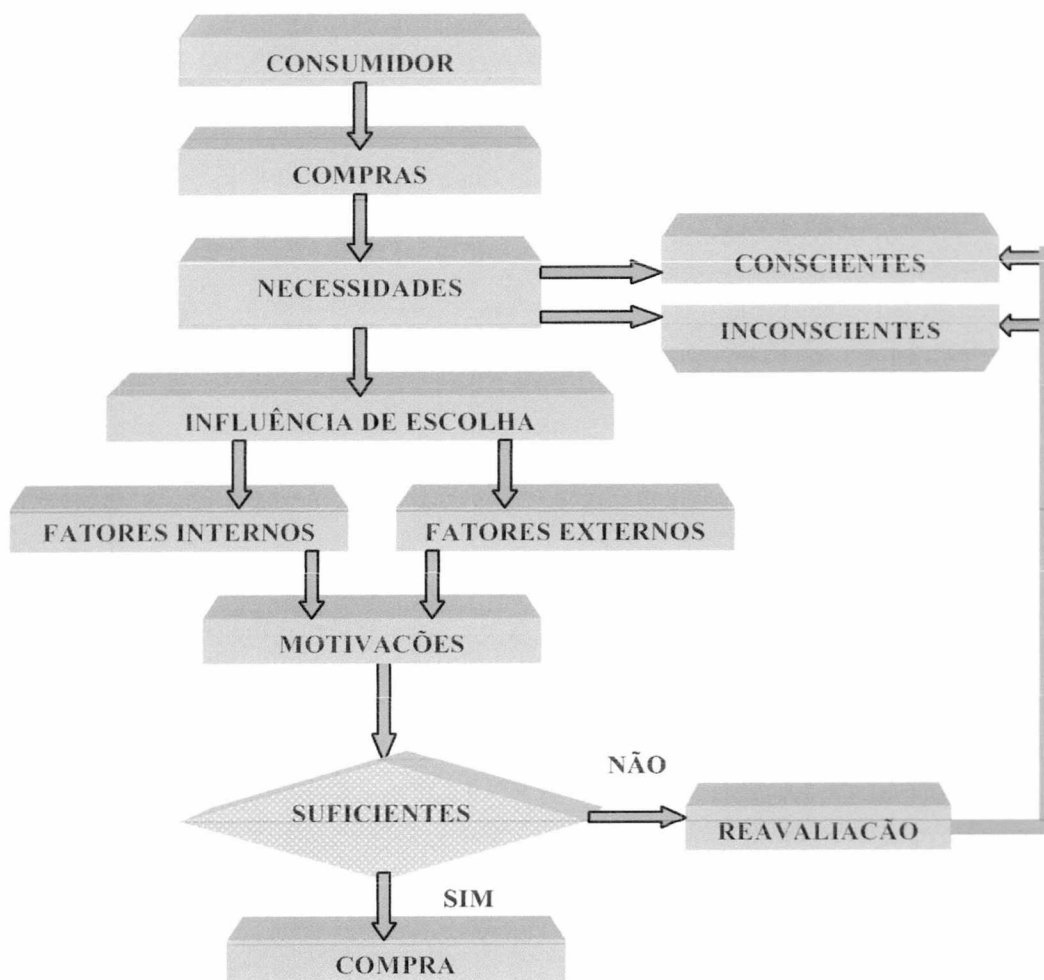 CONSUMIDOR
COMPRAS
NECESSIDADES
CONSCIENTES
INCONSCIENTES
INFLUÊNCIA DE ESCOLHA
FATORES INTERNOS
FATORES EXTERNOS
MOTIVACÕES
SUFICIENTES
NÃO
REAVALIACÃO
SIM
COMPRA